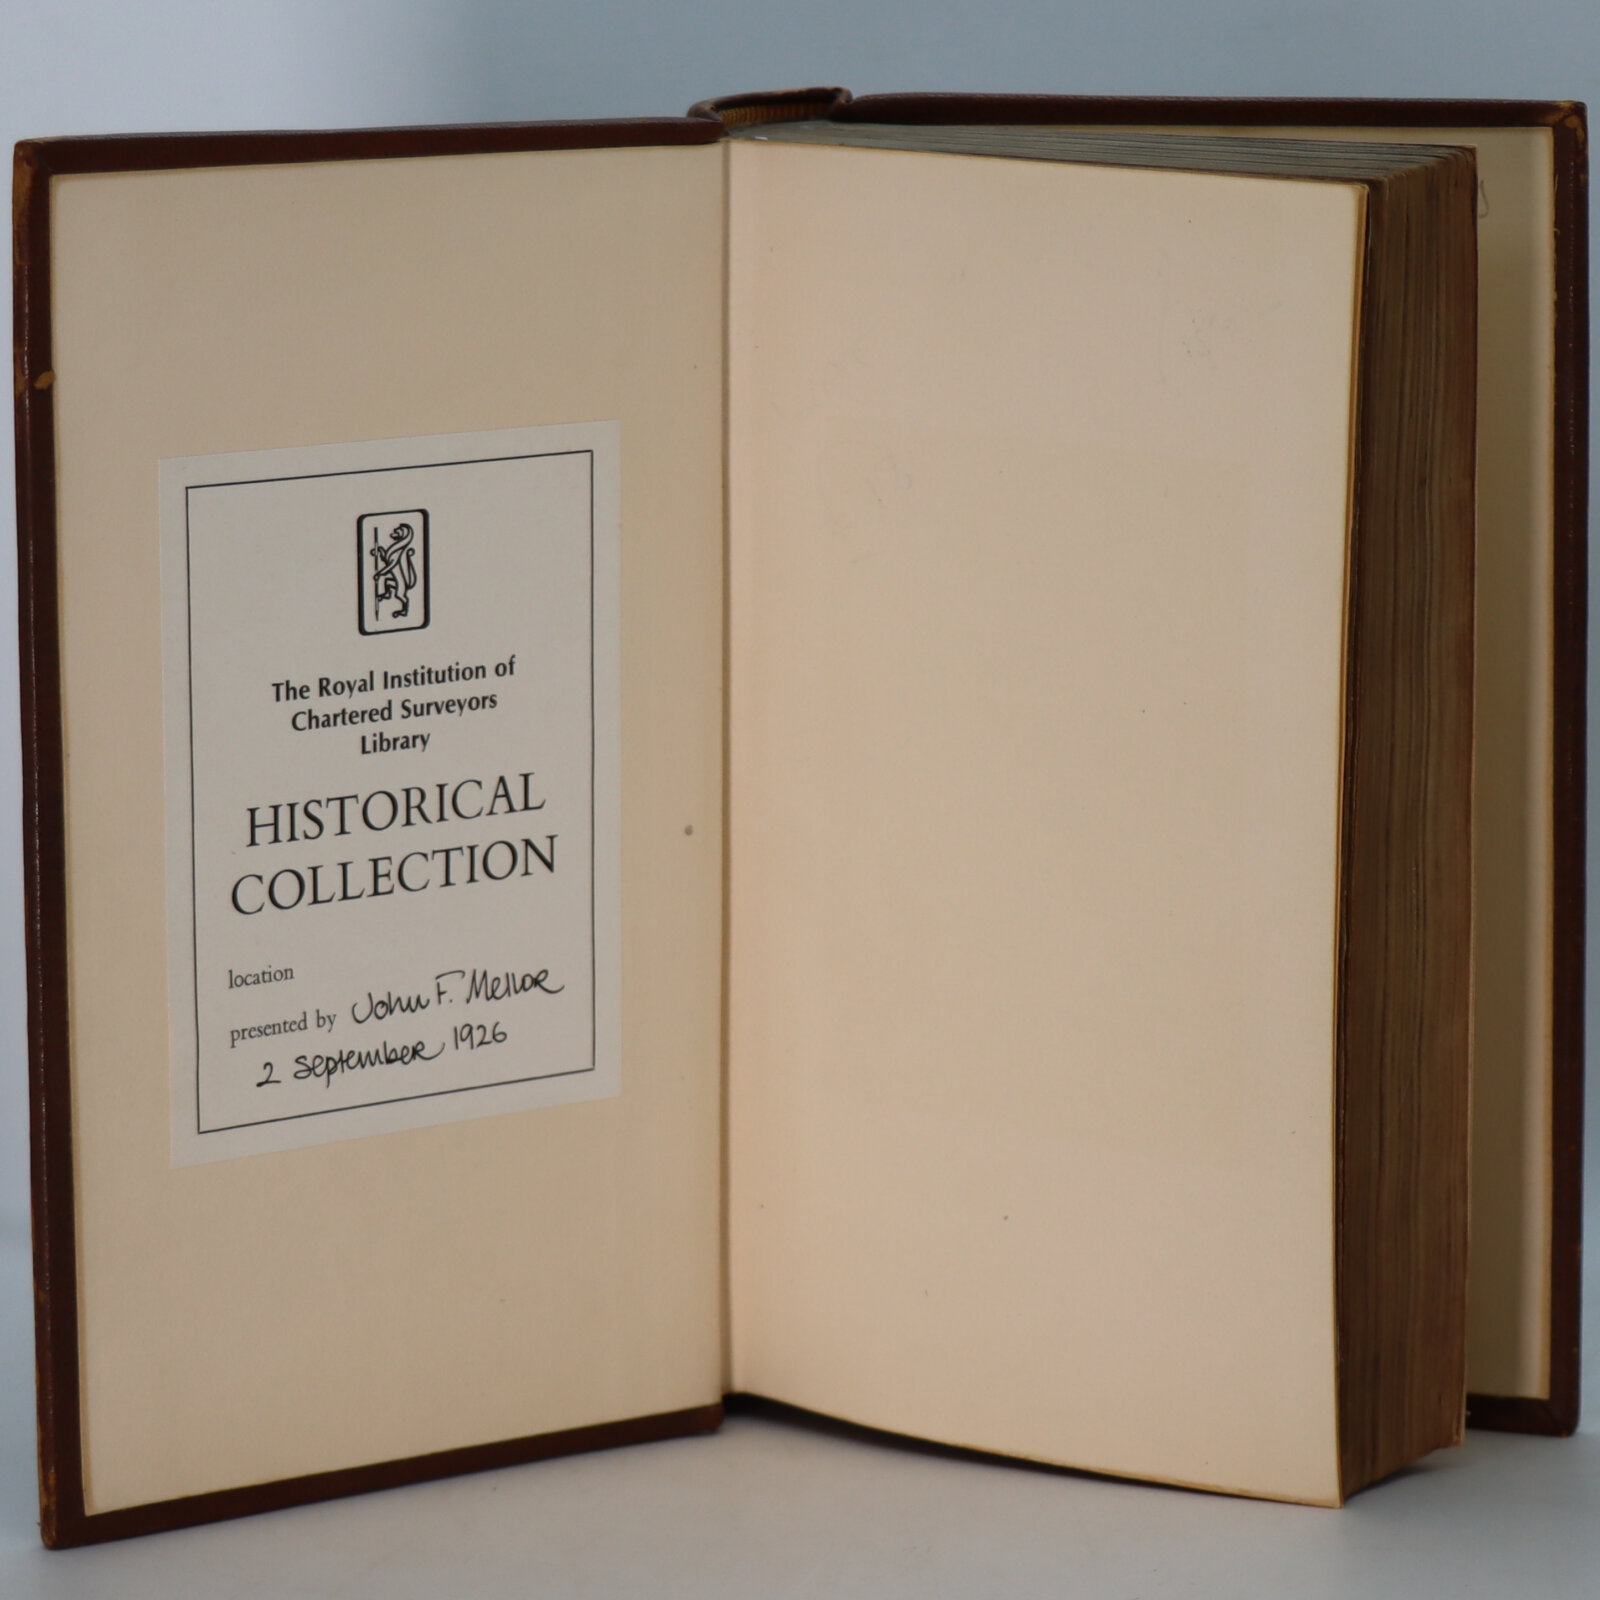 The Royal Institution of
Chartered Surveyors
Library
HISTORICAL
COLLECTION
location
presented by John F. Mellor
2 September 1926